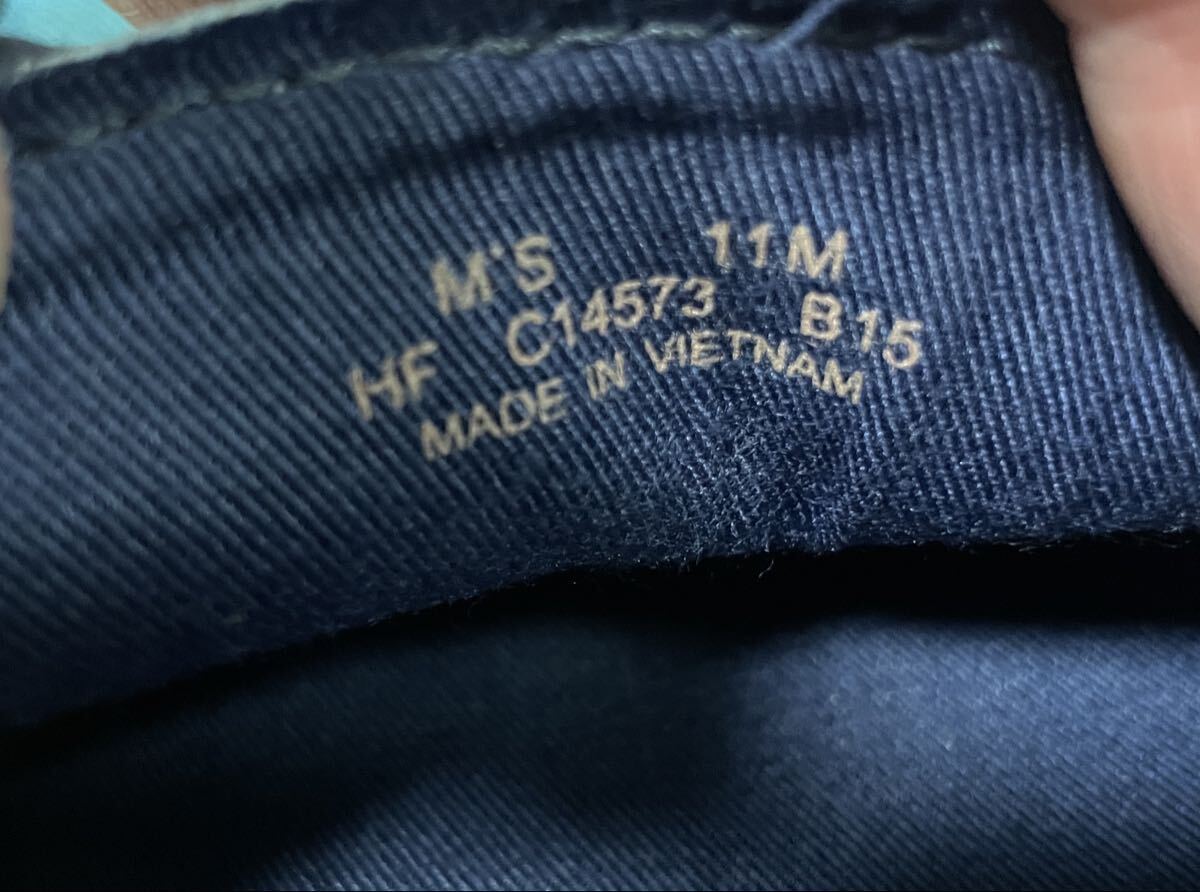 M'S 11M
HF C14573 B15
MADE IN VIETNAM